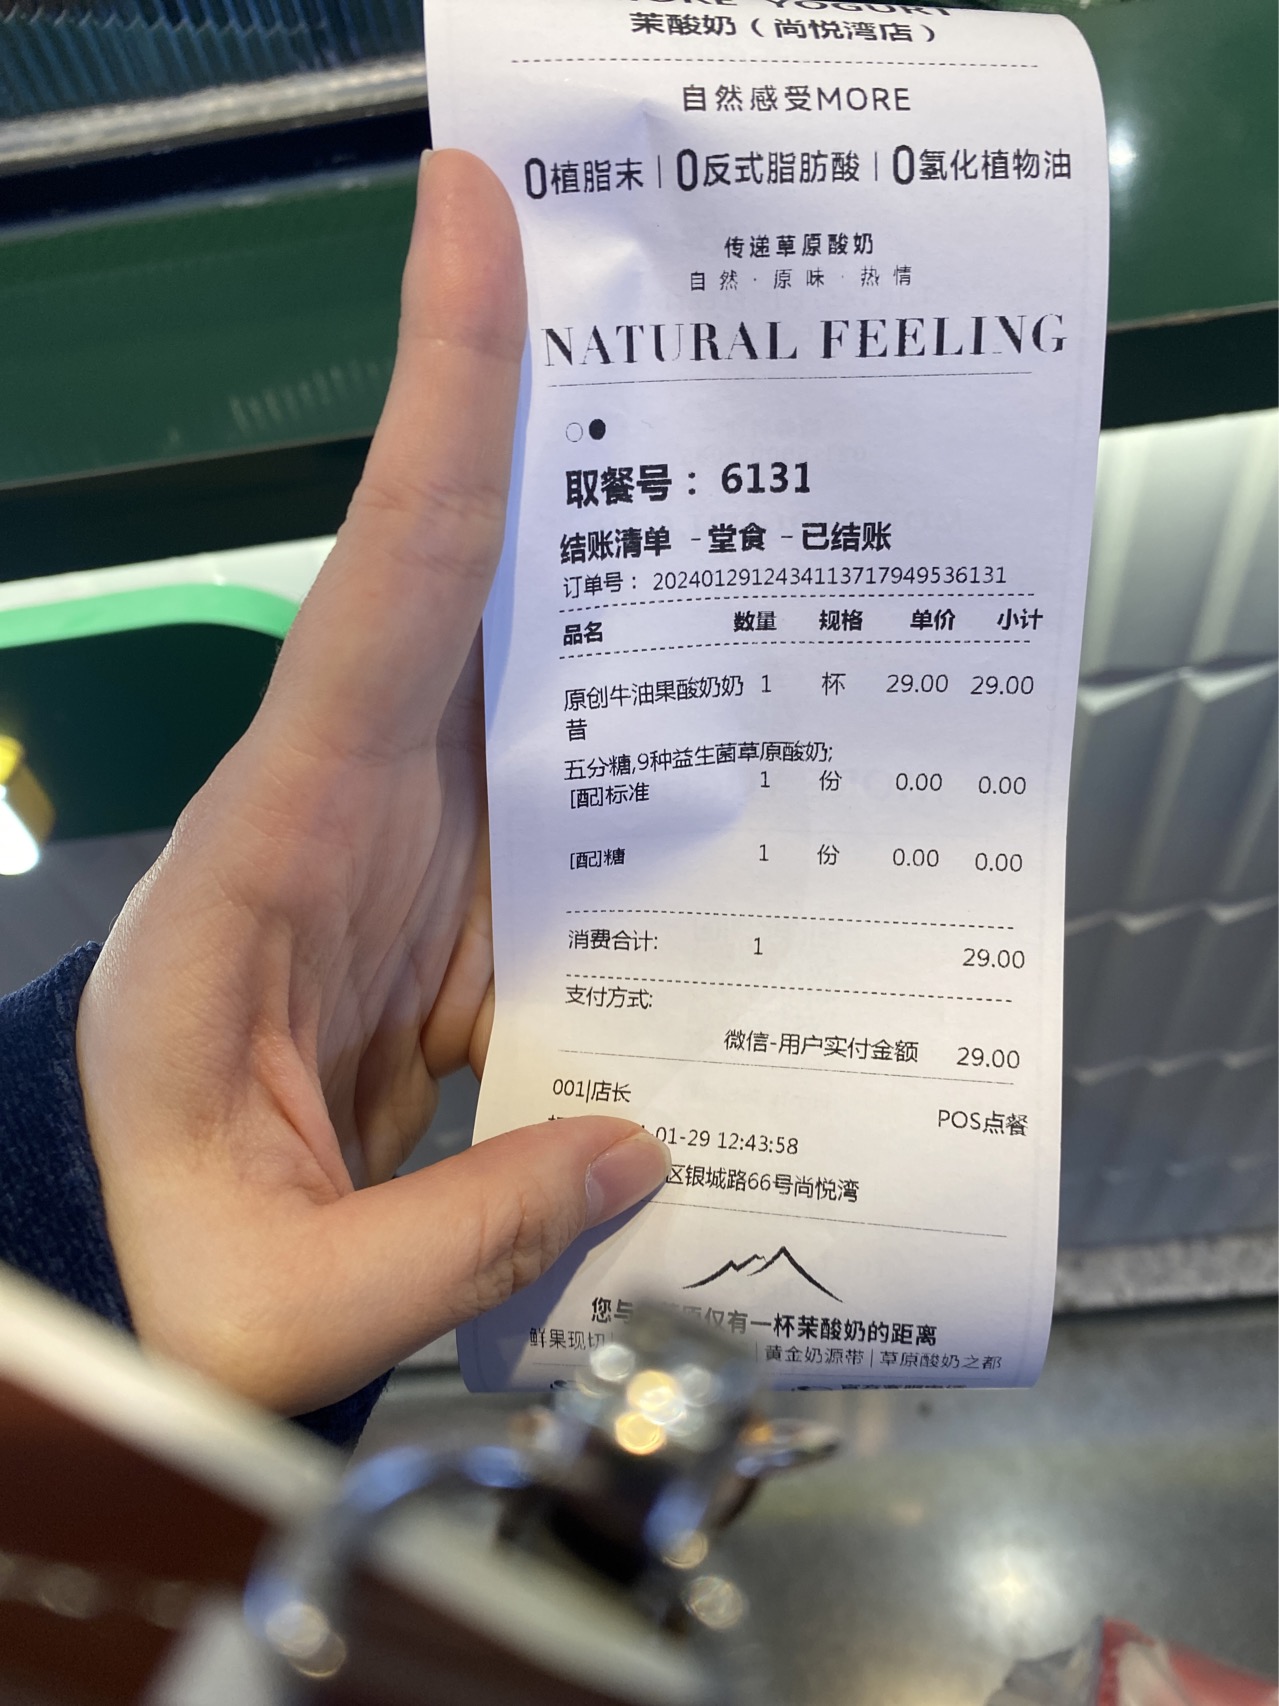 YOGURT
茉酸奶（尚悦湾店）
自然感受MORE
0植脂末｜0反式脂肪酸｜0氢化植物油
传递草原酸奶
自然·原味·热情
NATURAL FEELING
取餐号：6131
结账清单 -堂食 -已结账
订单号：20240129124341137179495​36131
品名 数量 规格 单价 小计
原创牛油果酸奶奶 1 杯 29.00 29.00
昔
五分糖,9种益生菌草原酸奶;
[配]标准 1 份 0.00 0.00
[配]糖 1 份 0.00 0.00
消费合计: 1 29.00
支付方式:
微信-用户实付金额 29.00
001|店长 POS点餐
01-29 12:43:58
区银城路66号尚悦湾
您与 仅有一杯茉酸奶的距离
鲜果现切 | 黄金奶源带 | 草原酸奶之都